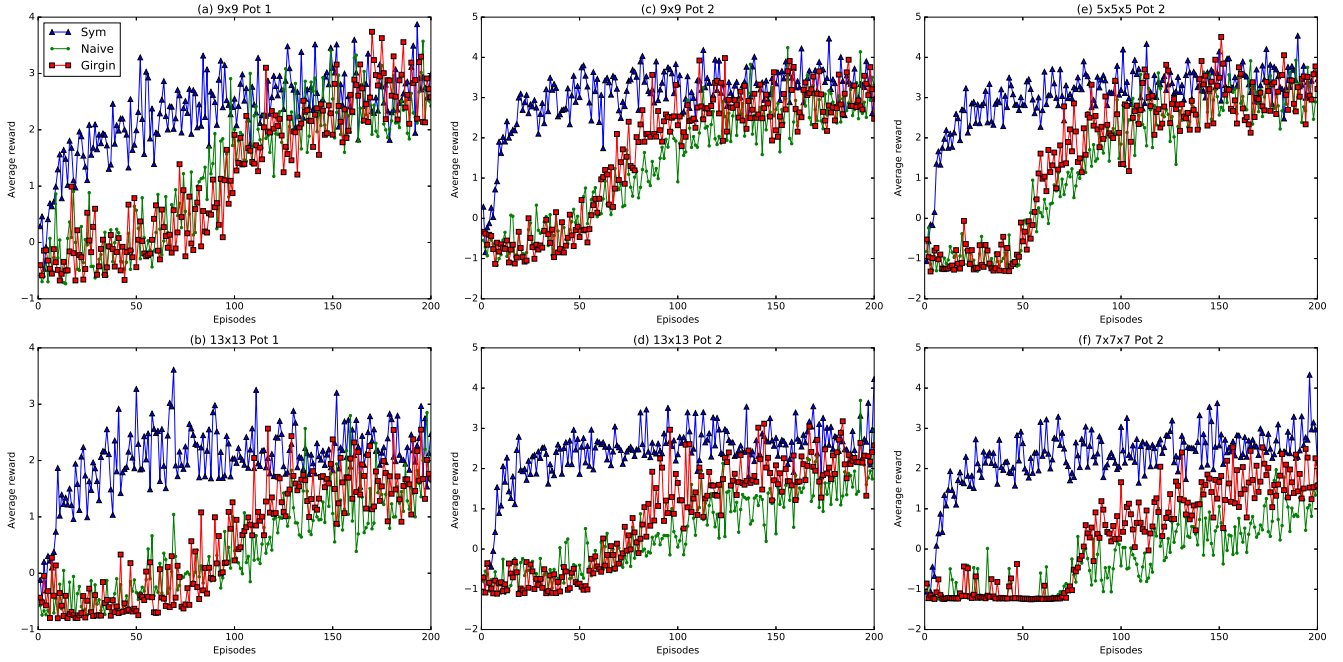 (a) 9x9 Pot 1
Sym
Naive
Girgin
Average reward
4
3
2
1
0
−1
0 50 100 150 200
Episodes
(c) 9x9 Pot 2
Average reward
5
4
3
2
1
0
−1
−2
0 50 100 150 200
Episodes
(e) 5x5x5 Pot 2
Average reward
5
4
3
2
1
0
−1
−2
0 50 100 150 200
Episodes
(b) 13x13 Pot 1
Average reward
4
3
2
1
0
−1
0 50 100 150 200
Episodes
(d) 13x13 Pot 2
Average reward
5
4
3
2
1
0
−1
−2
0 50 100 150 200
Episodes
(f) 7x7x7 Pot 2
Average reward
5
4
3
2
1
0
−1
−2
0 50 100 150 200
Episodes